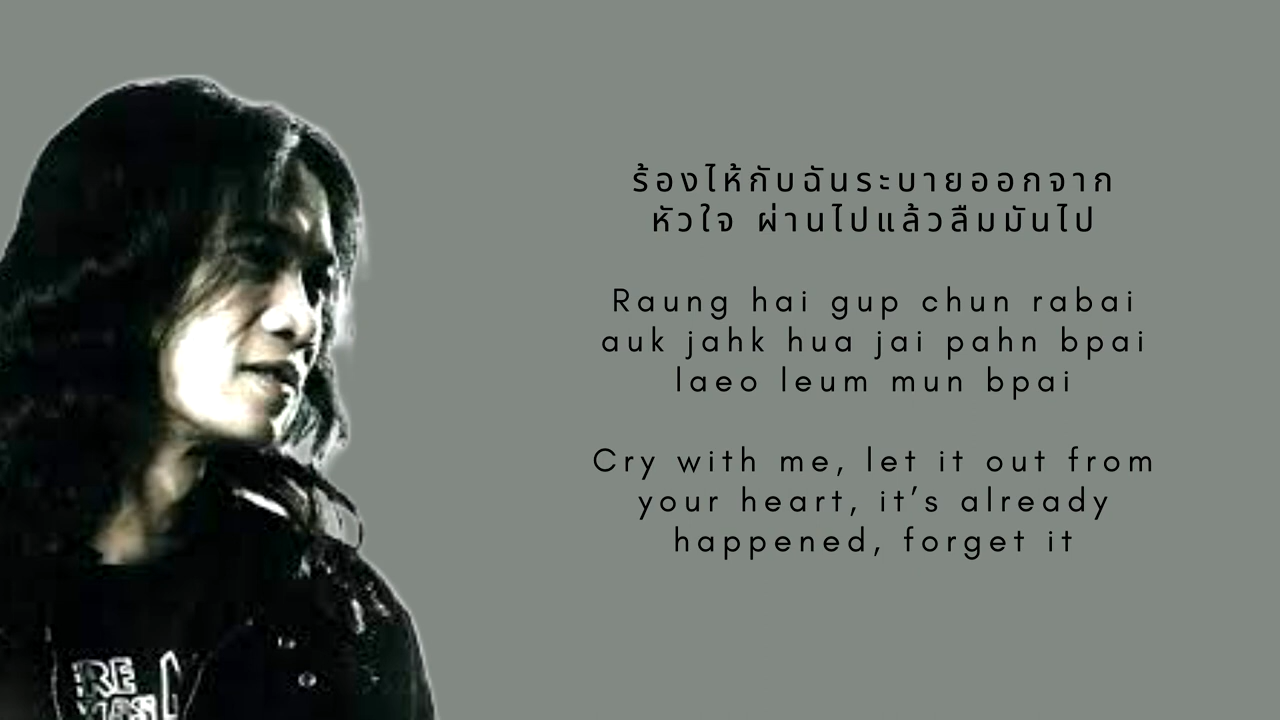 ร้องไห้กับฉันระบายออกจาก
หัวใจ ผ่านไปแล้วลืมมันไป
Raung hai gup chun rabai
auk jahk hua jai pahn bpai
laeo leum mun bpai
Cry with me, let it out from
your heart, it's already
happened, forget it
RE